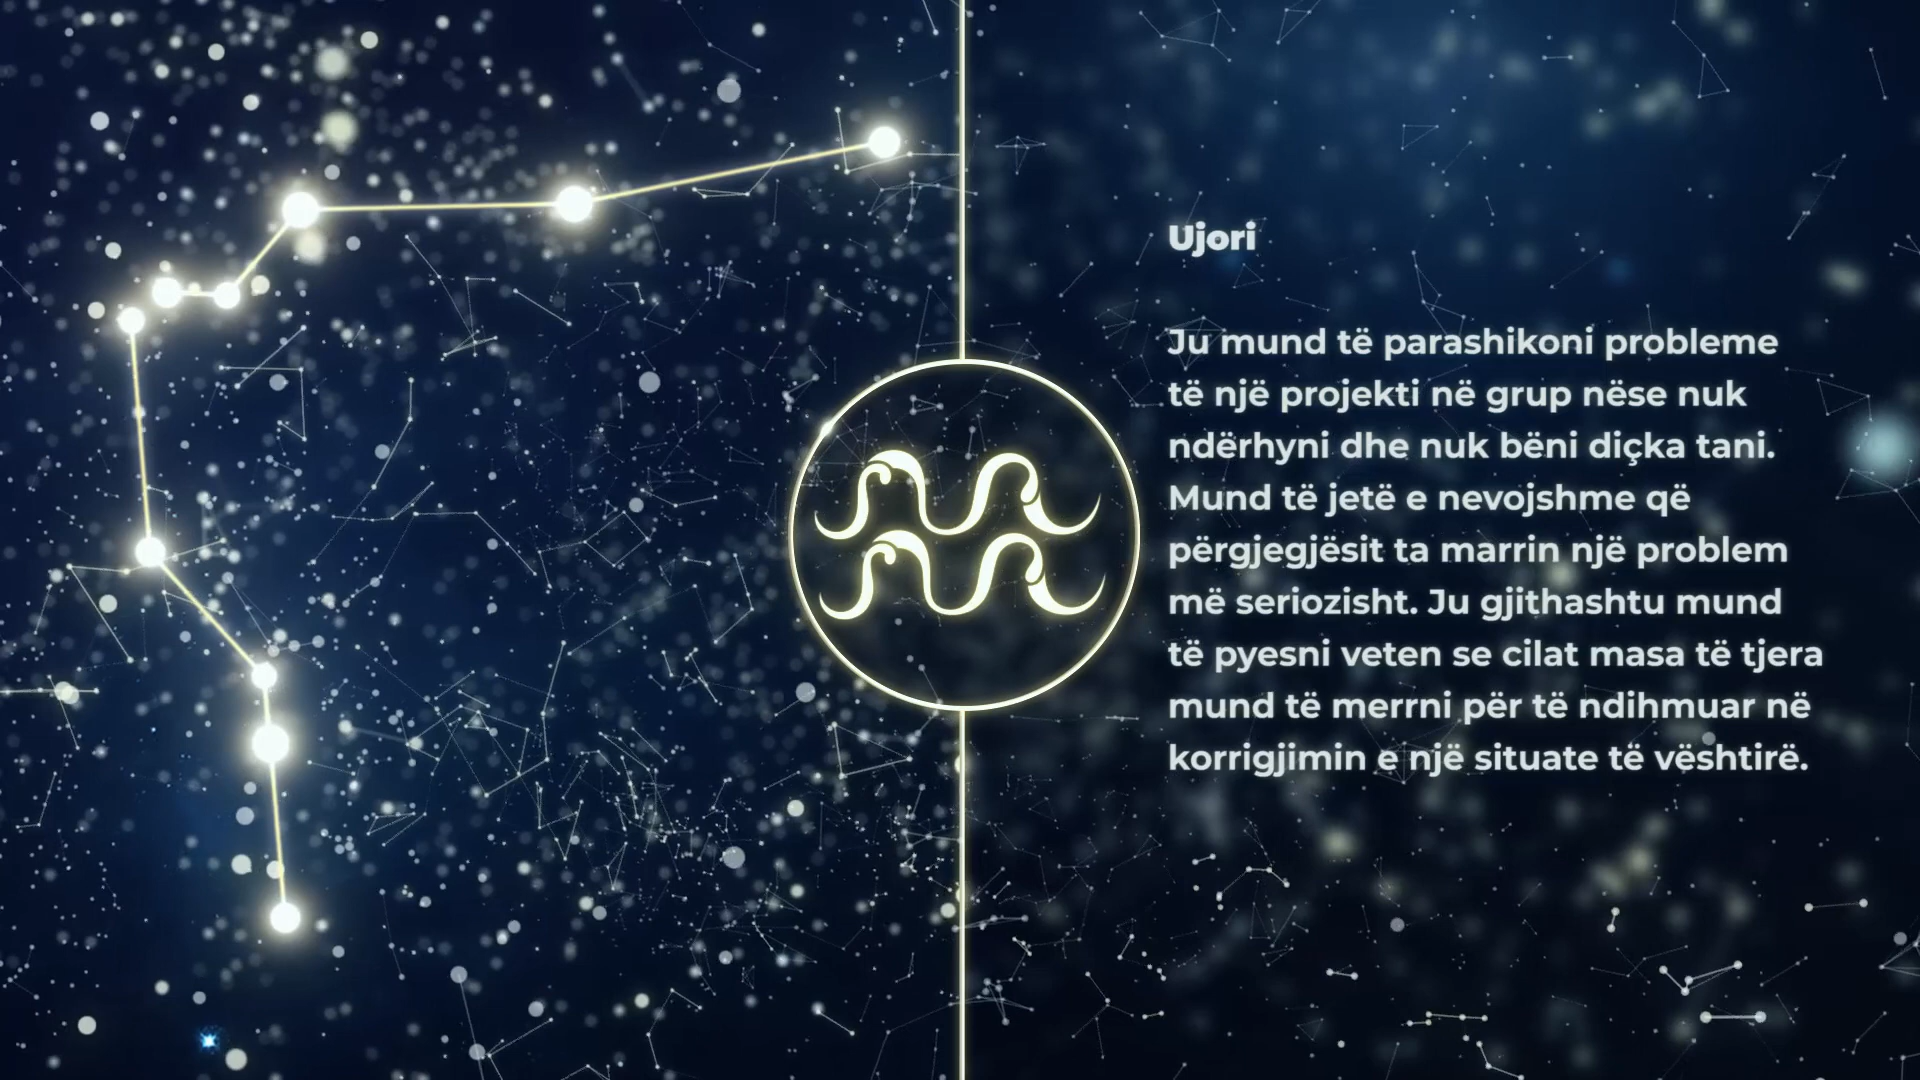 Ujori
Ju mund të parashikoni probleme
të një projekti në grup nëse nuk
ndërhyni dhe nuk bëni diçka tani.
Mund të jetë e nevojshme që
përgjegjësit ta marrin një problem
më seriozisht. Ju gjithashtu mund
të pyesni veten se cilat masa të tjera
mund të merrni për të ndihmuar në
korrigjimin e një situate të vështirë.